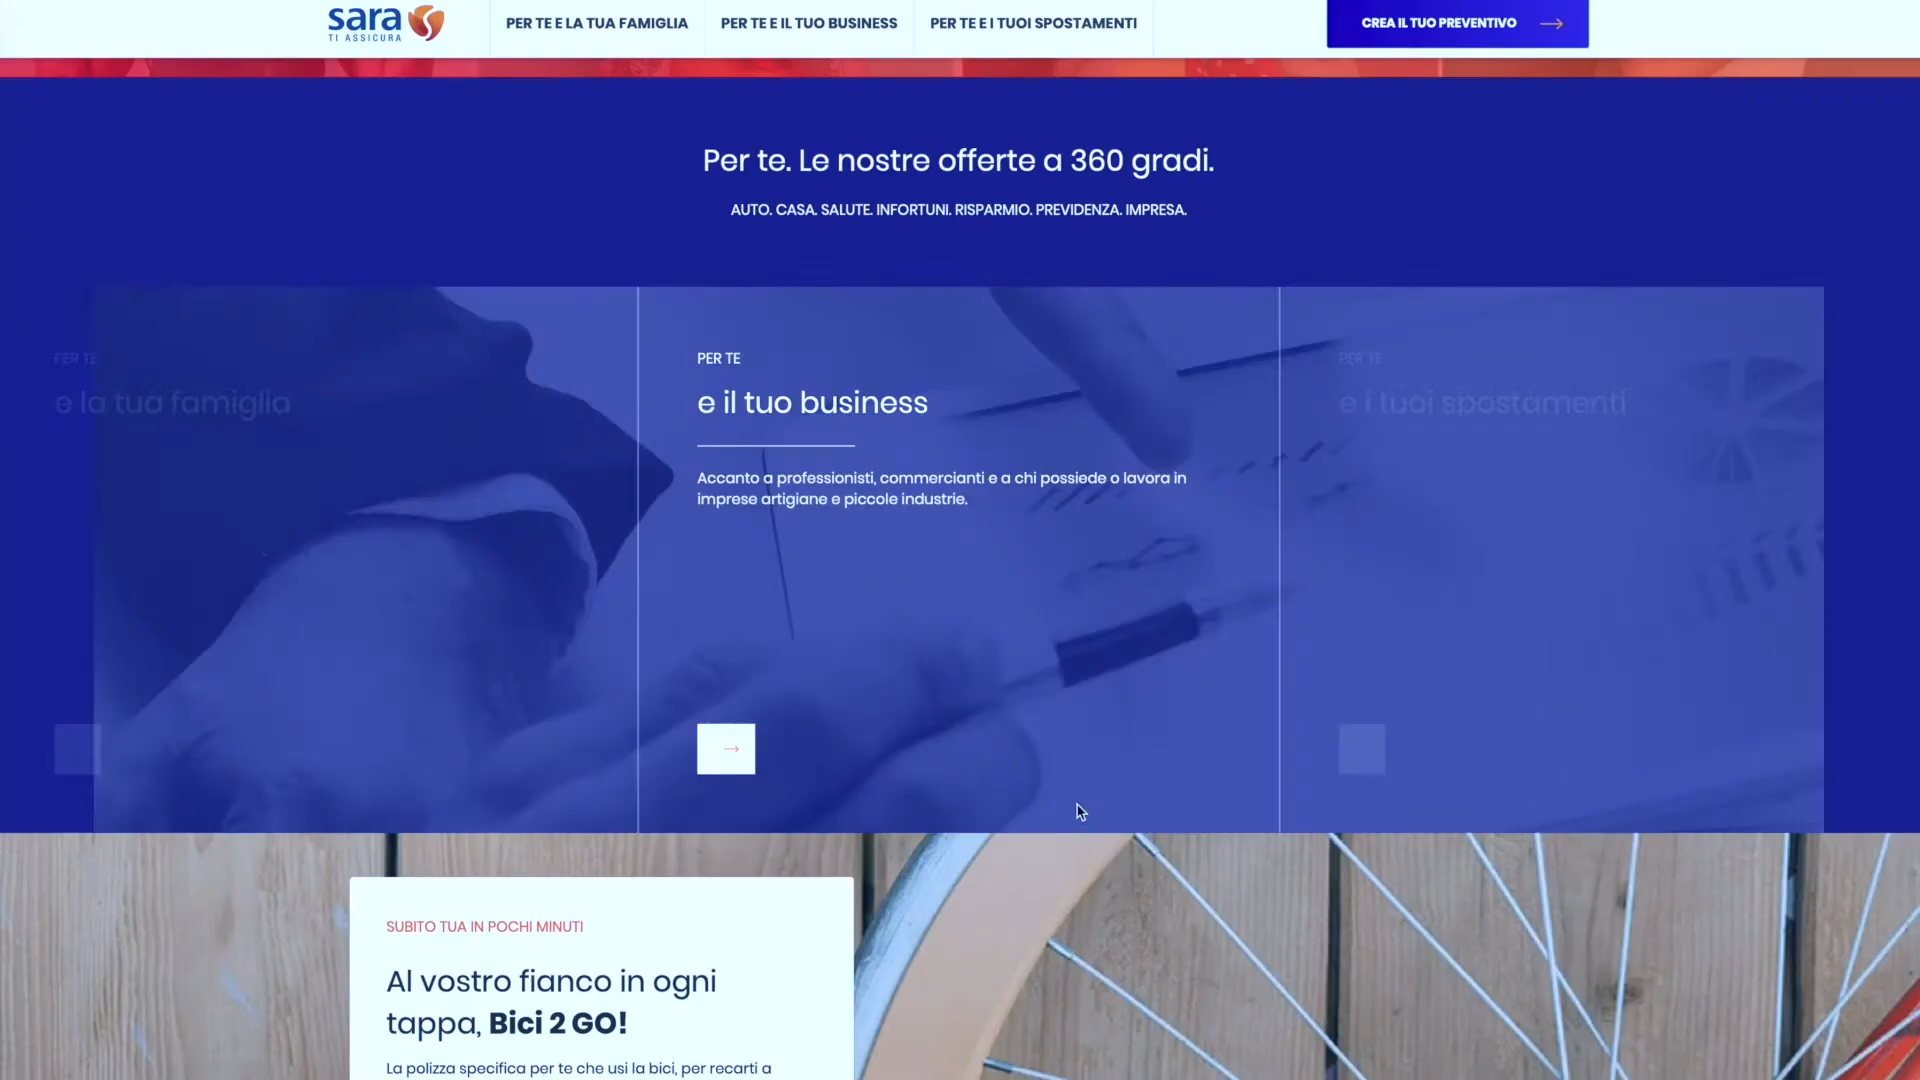 sara
TI ASSICURA
PER TE E LA TUA FAMIGLIA
PER TE E IL TUO BUSINESS
PER TE E I TUOI SPOSTAMENTI
CREA IL TUO PREVENTIVO
Per te. Le nostre offerte a 360 gradi.
AUTO. CASA. SALUTE. INFORTUNI. RISPARMIO. PREVIDENZA. IMPRESA.
PER TE
e la tua famiglia
PER TE
e il tuo business
Accanto a professionisti, commercianti e a chi possiede o lavora in
imprese artigiane e piccole industrie.
PER TE
e i tuoi spostamenti
SUBITO TUA IN POCHI MINUTI
Al vostro fianco in ogni
tappa, Bici 2 GO!
La polizza specifica per te che usi la bici, per recarti a